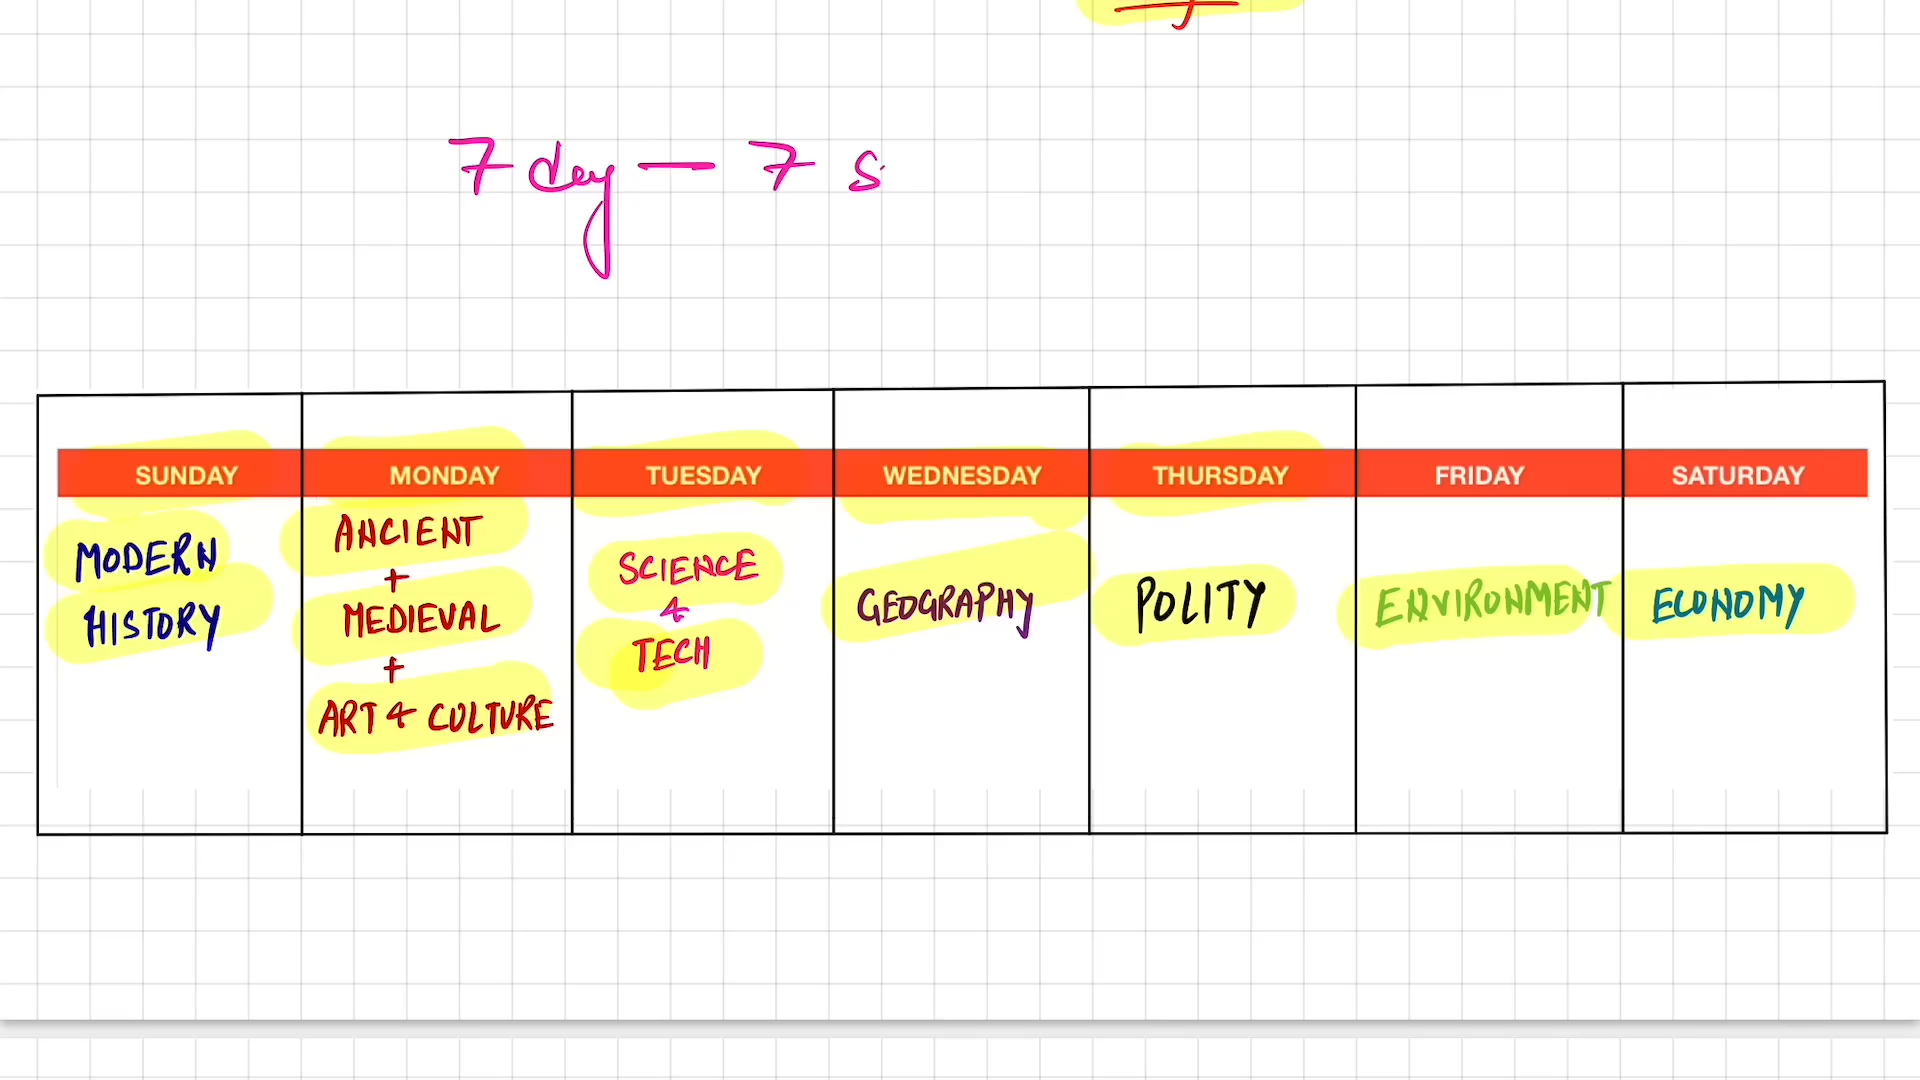 7 day — 7 s
SUNDAY MONDAY TUESDAY WEDNESDAY THURSDAY FRIDAY SATURDAY
MODERN
HISTORY
ANCIENT
+
MEDIEVAL
+
ART & CULTURE
SCIENCE
&
TECH
GEOGRAPHY
POLITY
ENVIRONMENT
ECONOMY